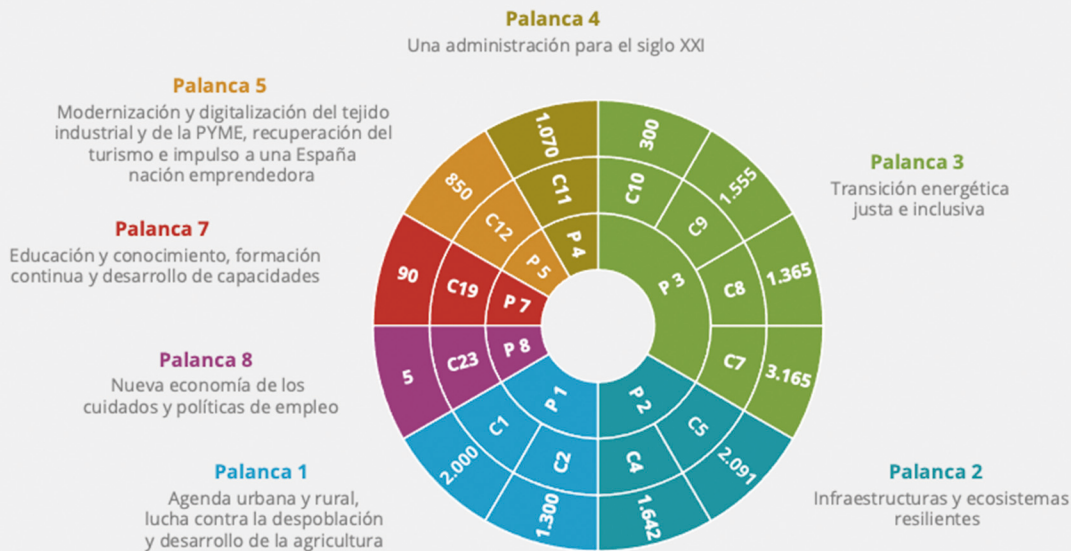 Palanca 4
Una administración para el siglo XXI
Palanca 5
Modernización y digitalización del tejido
industrial y de la PYME, recuperación del
turismo e impulso a una España
nación emprendedora
Palanca 7
Educación y conocimiento, formación
continua y desarrollo de capacidades
Palanca 8
Nueva economía de los
cuidados y políticas de empleo
Palanca 1
Agenda urbana y rural,
lucha contra la despoblación
y desarrollo de la agricultura
Palanca 3
Transición energética
justa e inclusiva
Palanca 2
Infraestructuras y ecosistemas
resilientes
1.070
C11
P 4
300
C10
1.555
C9
1.365
C8
3.165
C7
P 3
2.091
C5
1.642
C4
P 2
1.300
C2
2.000
C1
P 1
5
C23
P 8
90
C19
P 7
850
C12
P 5